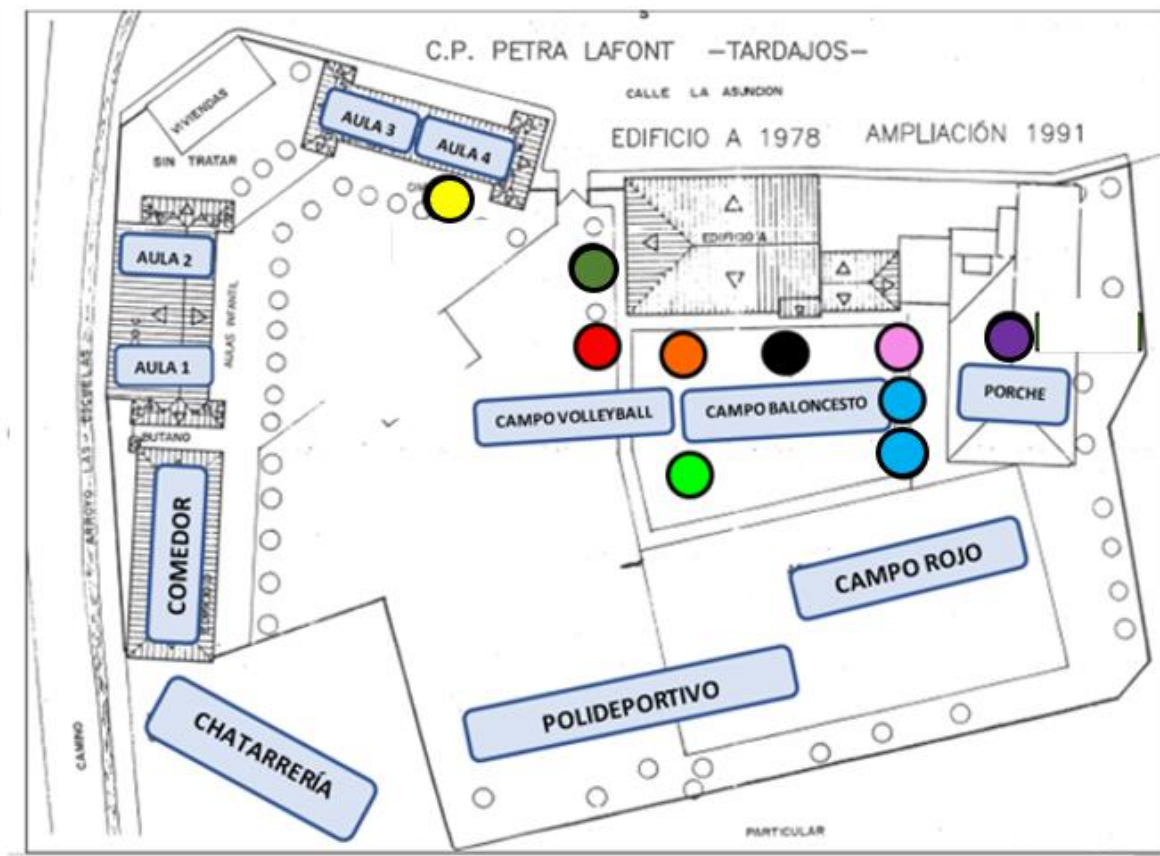 S
C.P. PETRA LAFONT -TARDAJOS-
CALLE LA ASUNCION
EDIFICIO A 1978 AMPLIACIÓN 1991
VIVIENDAS
SIN TRATAR
AULA 3
AULA 4
EDIFICIO A
AULA 2
AULAS INFANTIL
AULA 1
BUTANO
ARROYO-LAS-ESCUELAS
CAMPO VOLLEYBALL
CAMPO BALONCESTO
PORCHE
COMEDOR
CAMPO ROJO
POLIDEPORTIVO
CHATARRERÍA
CAMINO
PARTICULAR